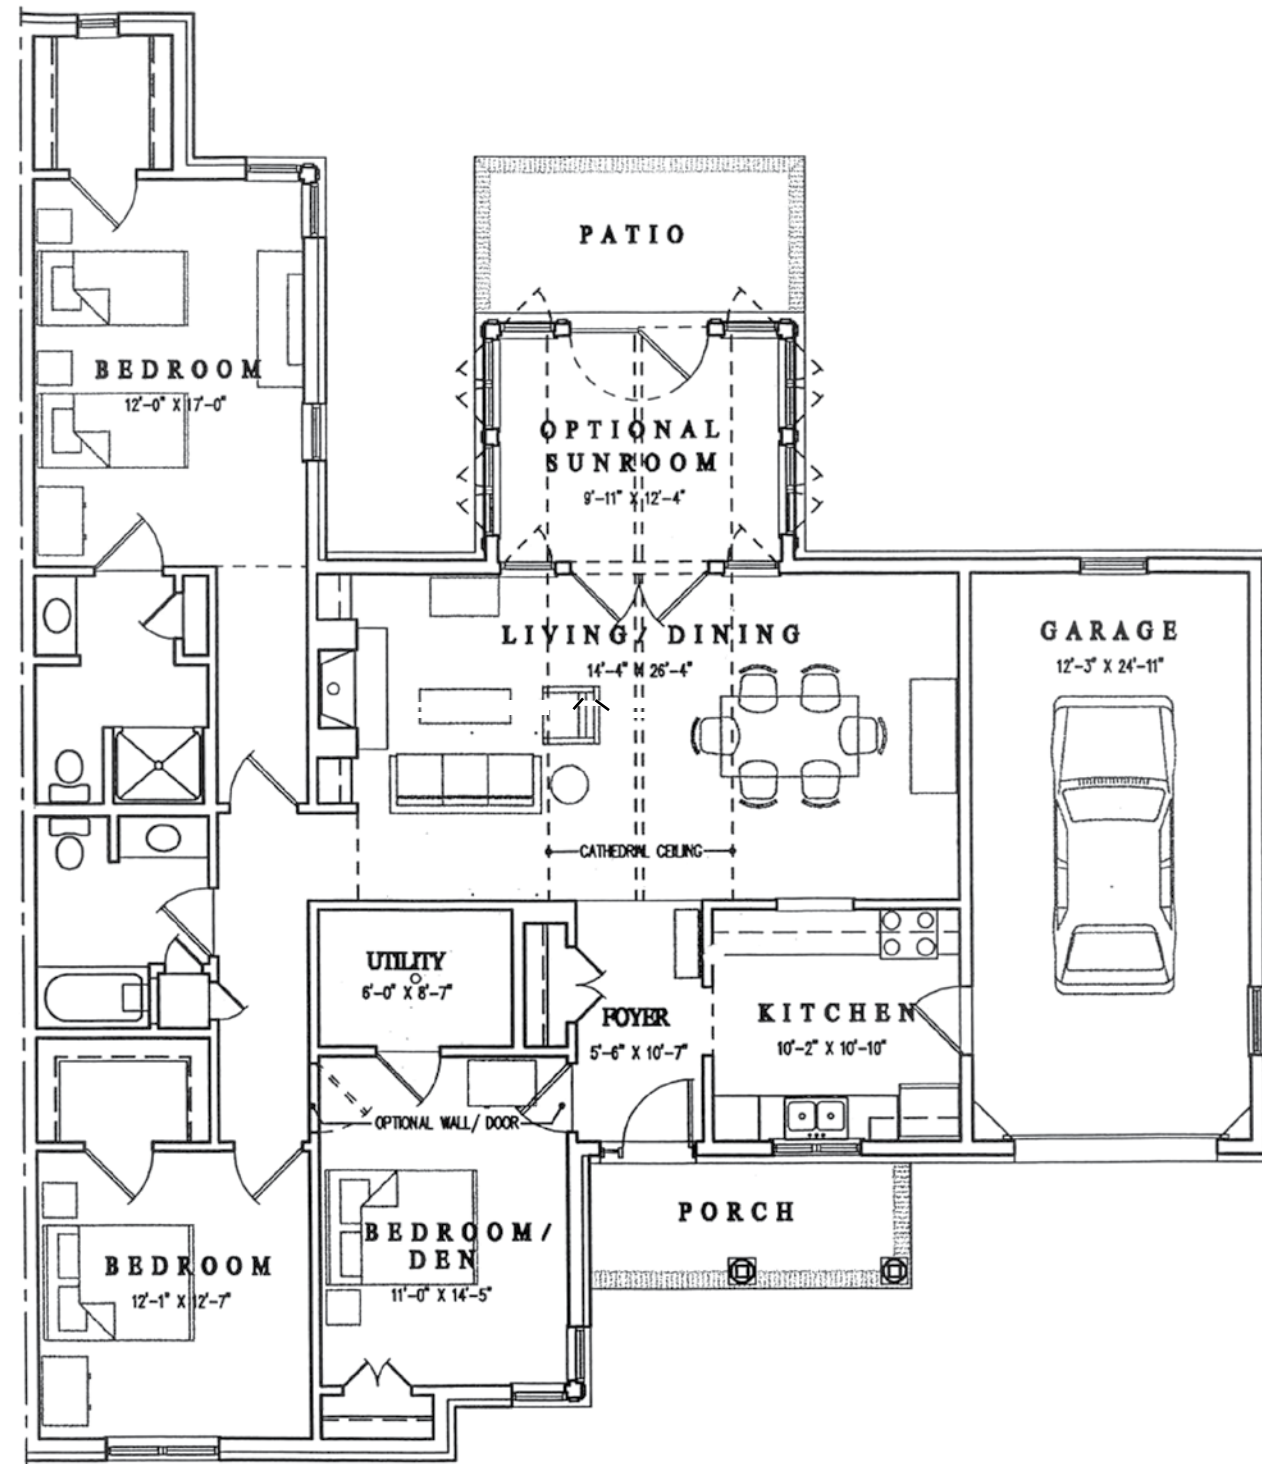 PATIO
BEDROOM
12'-0" X 17'-0"
OPTIONAL
SUNROOM
9'-11" X 12'-4"
LIVING/ DINING
14'-4" X 26'-4"
GARAGE
12'-3" X 24'-11"
CATHEDRAL CEILING
UTILITY
6'-0" X 8'-7"
FOYER
5'-6" X 10'-7"
KITCHEN
10'-2" X 10'-10"
OPTIONAL WALL/ DOOR
PORCH
BEDROOM/
DEN
11'-0" X 14'-5"
BEDROOM
12'-1" X 12'-7"